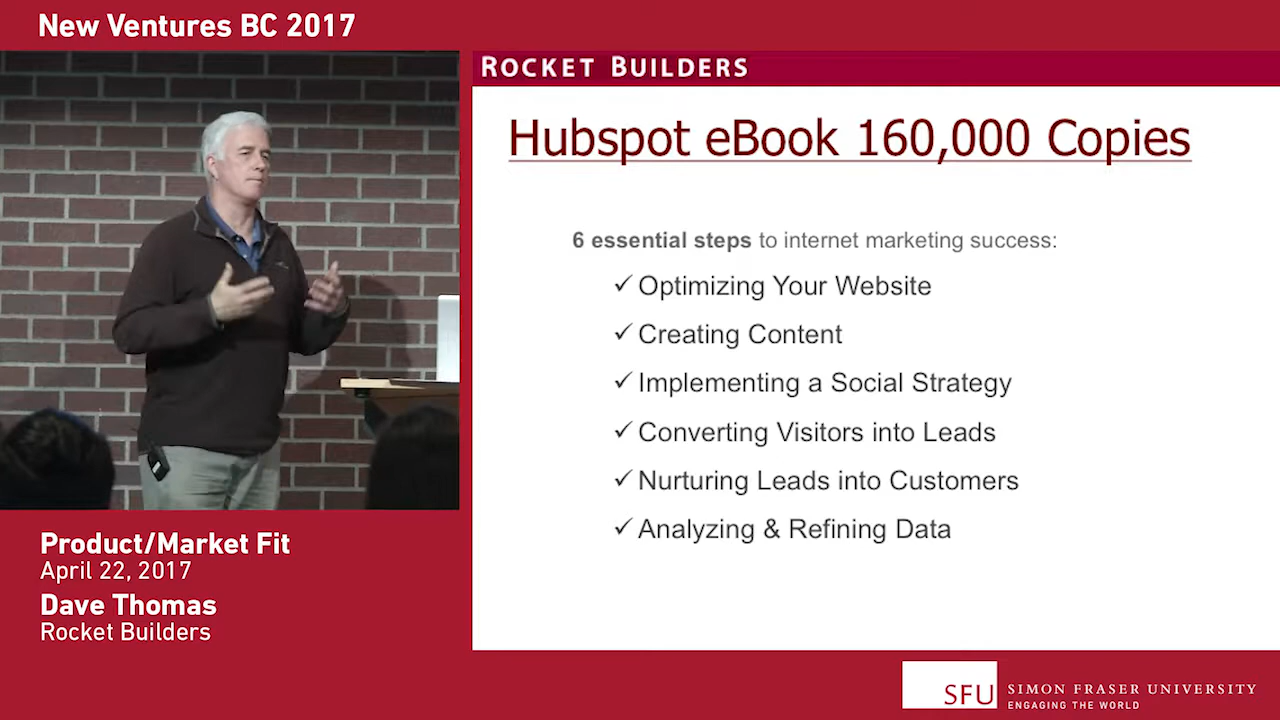 New Ventures BC 2017
ROCKET BUILDERS
Hubspot eBook 160,000 Copies
6 essential steps to internet marketing success:
✓ Optimizing Your Website
✓ Creating Content
✓ Implementing a Social Strategy
✓ Converting Visitors into Leads
✓ Nurturing Leads into Customers
✓ Analyzing & Refining Data
Product/Market Fit
April 22, 2017
Dave Thomas
Rocket Builders
SFU
SIMON FRASER UNIVERSITY
ENGAGING THE WORLD